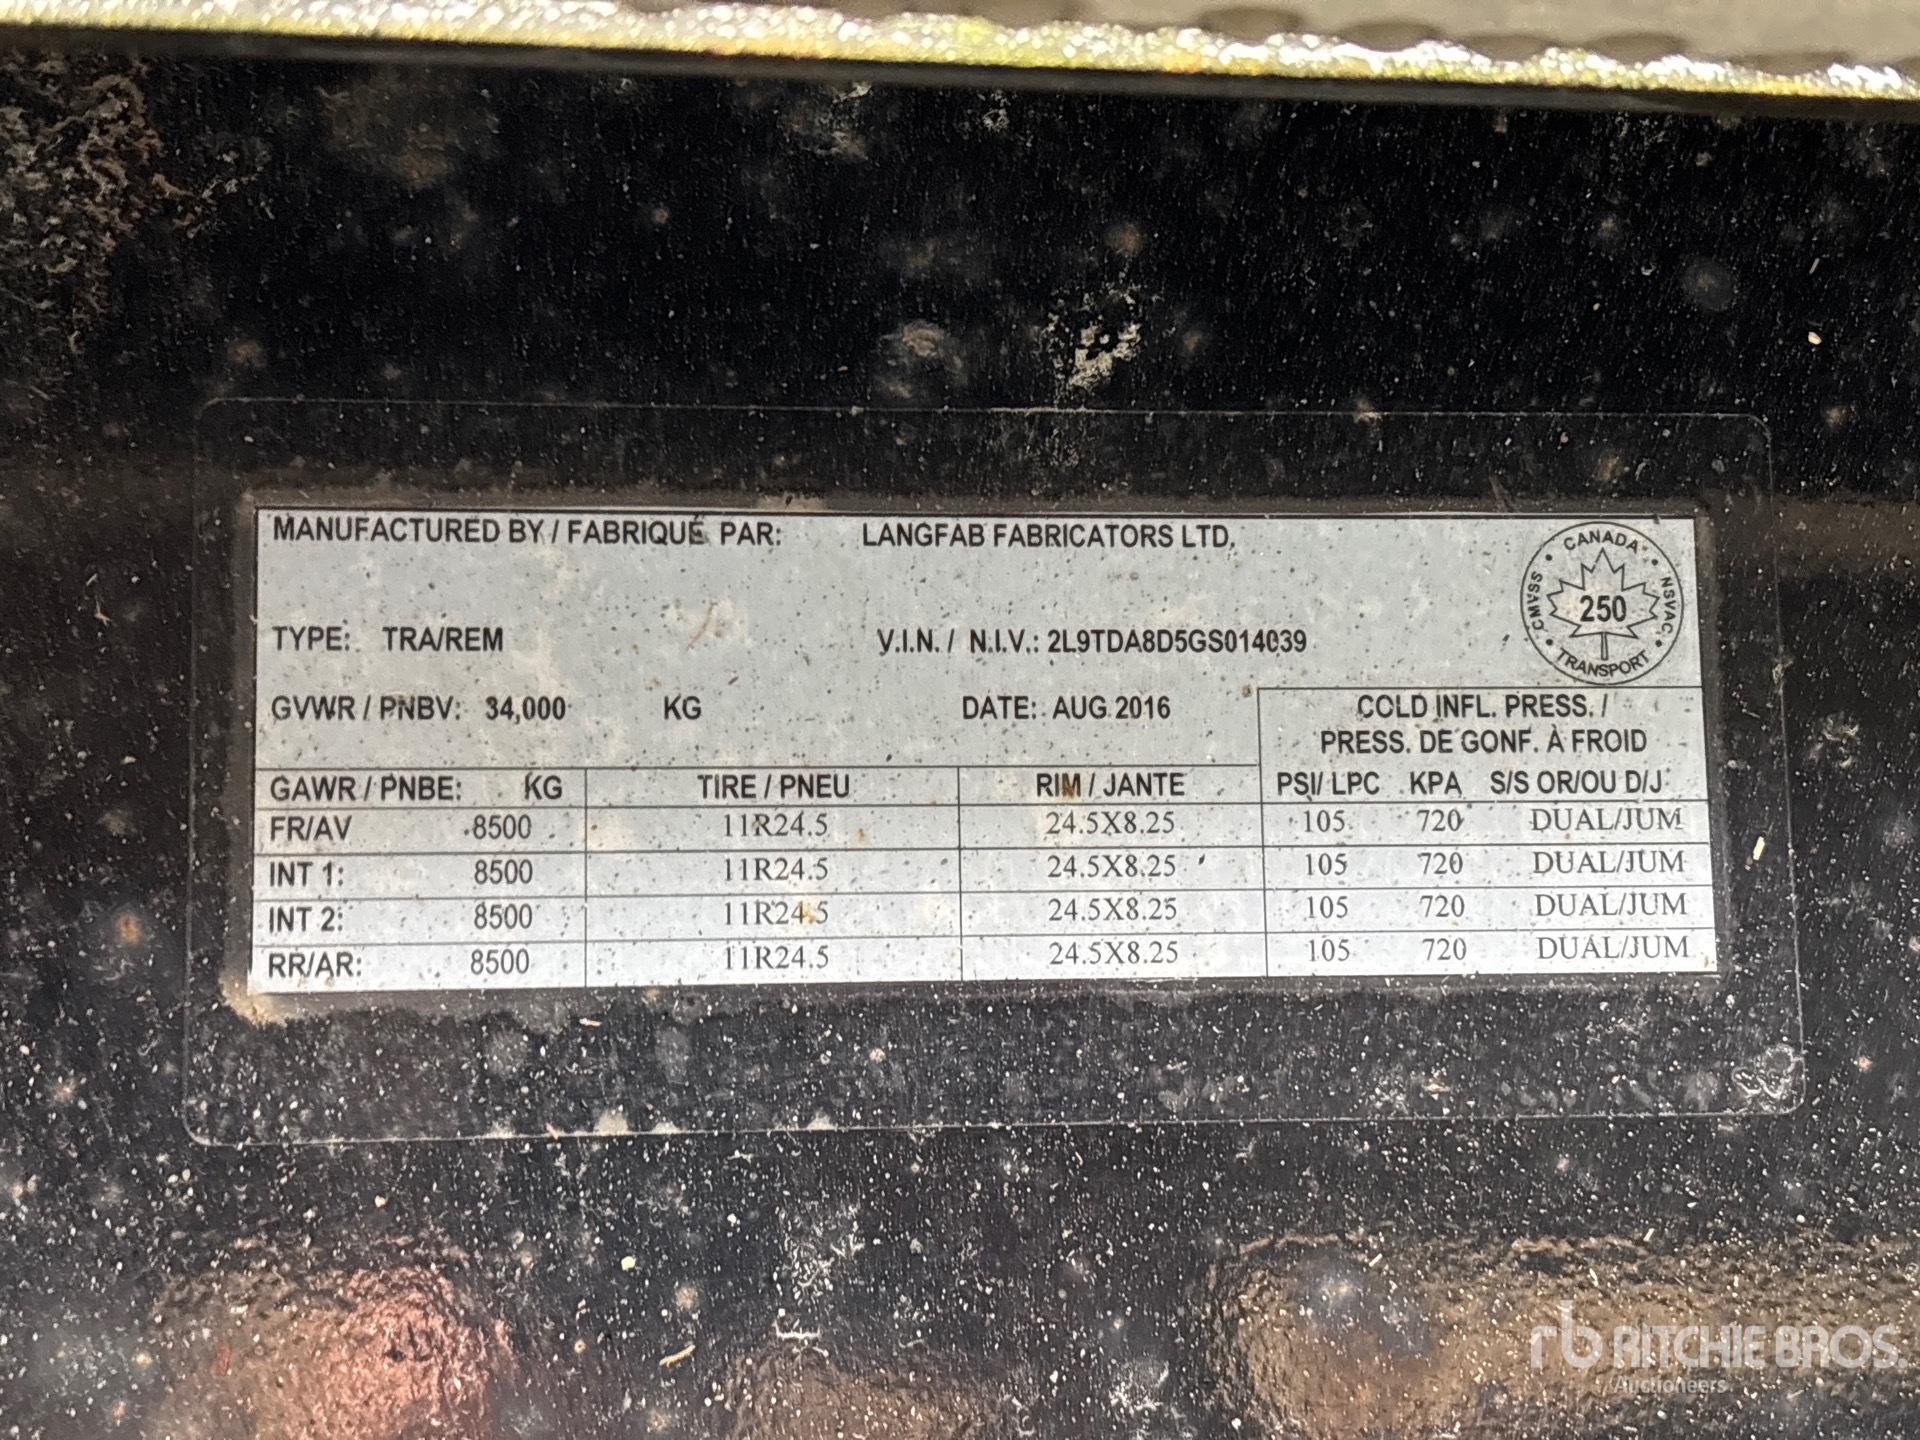 MANUFACTURED BY / FABRIQUÉ PAR: LANGFAB FABRICATORS LTD.
CANADA
CMVSS NSVAC
250
TRANSPORT
TYPE: TRA/REM V.I.N. / N.I.V.: 2L9TDA8D5GS014039
GVWR / PNBV: 34,000 KG DATE: AUG 2016 COLD INFL. PRESS. /
PRESS. DE GONF. À FROID
GAWR / PNBE: KG TIRE / PNEU RIM / JANTE PSI/ LPC KPA S/S OR/OU D/J
FR/AV 8500 11R24.5 24.5X8.25 105 720 DUAL/JUM
INT 1: 8500 11R24.5 24.5X8.25 105 720 DUAL/JUM
INT 2: 8500 11R24.5 24.5X8.25 105 720 DUAL/JUM
RR/AR: 8500 11R24.5 24.5X8.25 105 720 DUAL/JUM
rb RITCHIE BROS.
Auctioneers